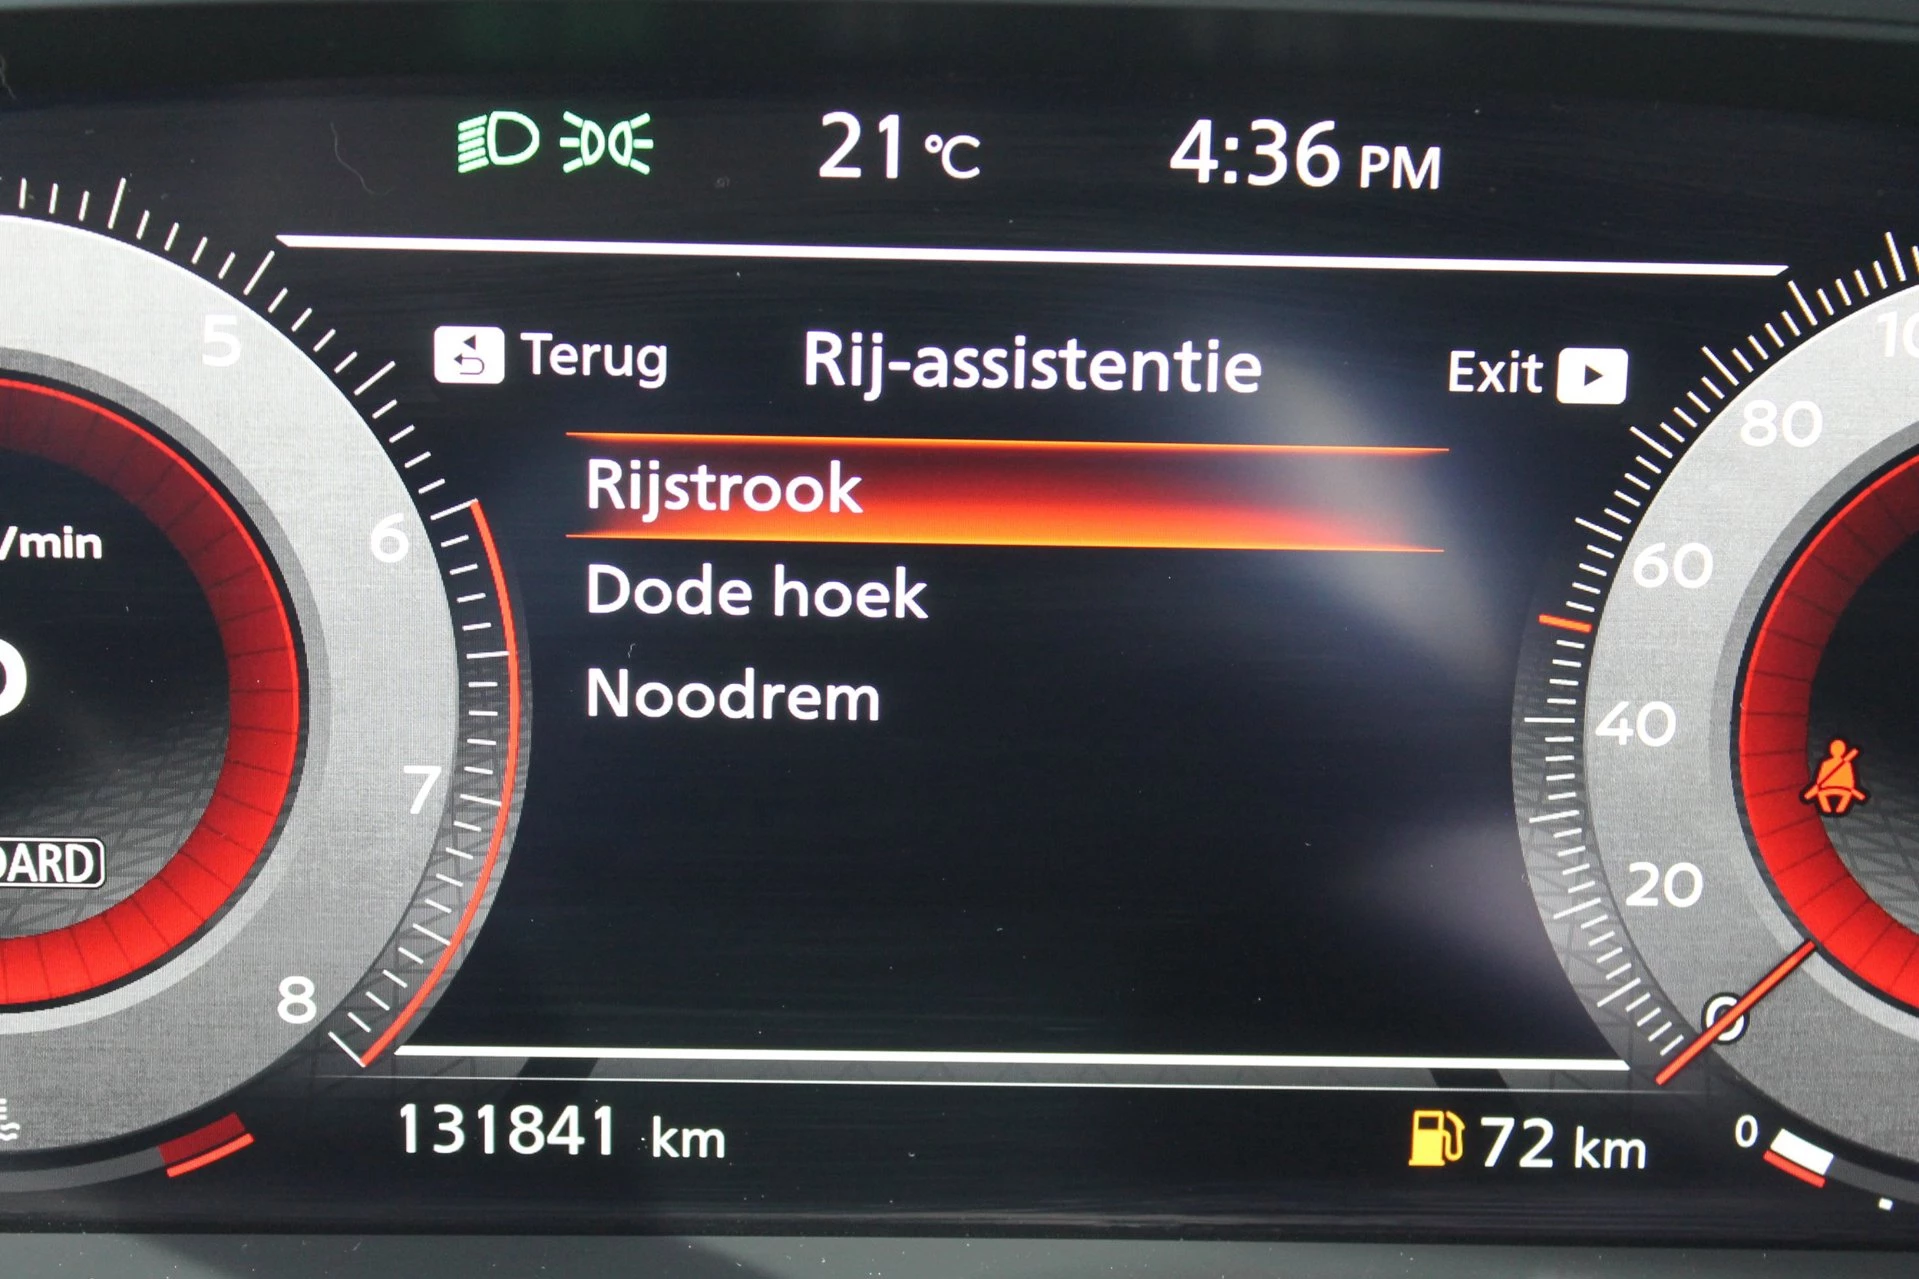 21 °C 4:36 PM
Terug Rij-assistentie Exit
Rijstrook
Dode hoek
Noodrem
5
6
7
8
/min
DARD
80
60
40
20
0
131841 km
72 km
0